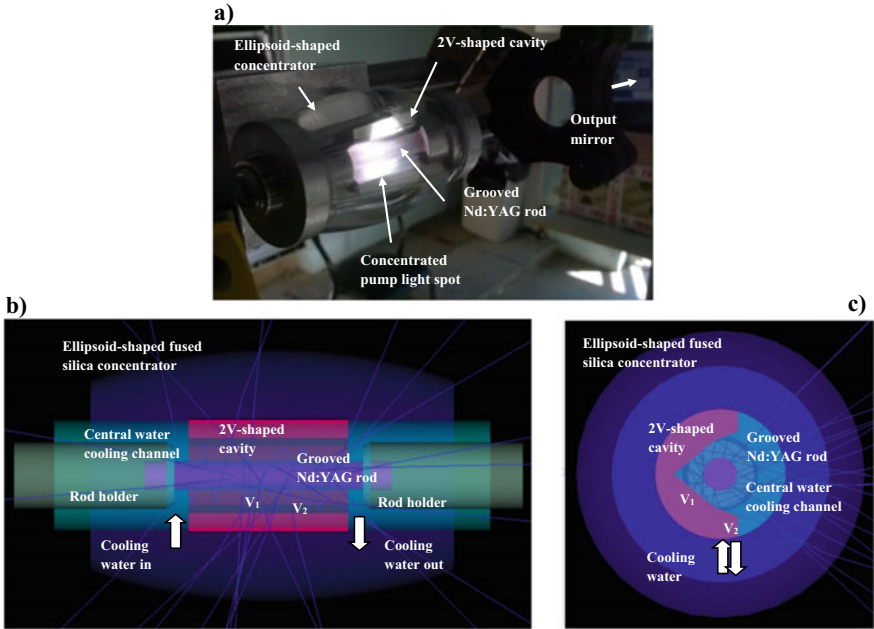 a)
Ellipsoid-shaped
concentrator
2V-shaped cavity
Output
mirror
Grooved
Nd:YAG rod
Concentrated
pump light spot
b)
Ellipsoid-shaped fused
silica concentrator
Central water
cooling channel
2V-shaped
cavity
Grooved
Nd:YAG rod
Rod holder
V₁
V₂
Rod holder
Cooling
water in
Cooling
water out
c)
Ellipsoid-shaped fused
silica concentrator
2V-shaped
cavity
Grooved
Nd:YAG rod
V₁
Central water
cooling channel
V₂
Cooling
water